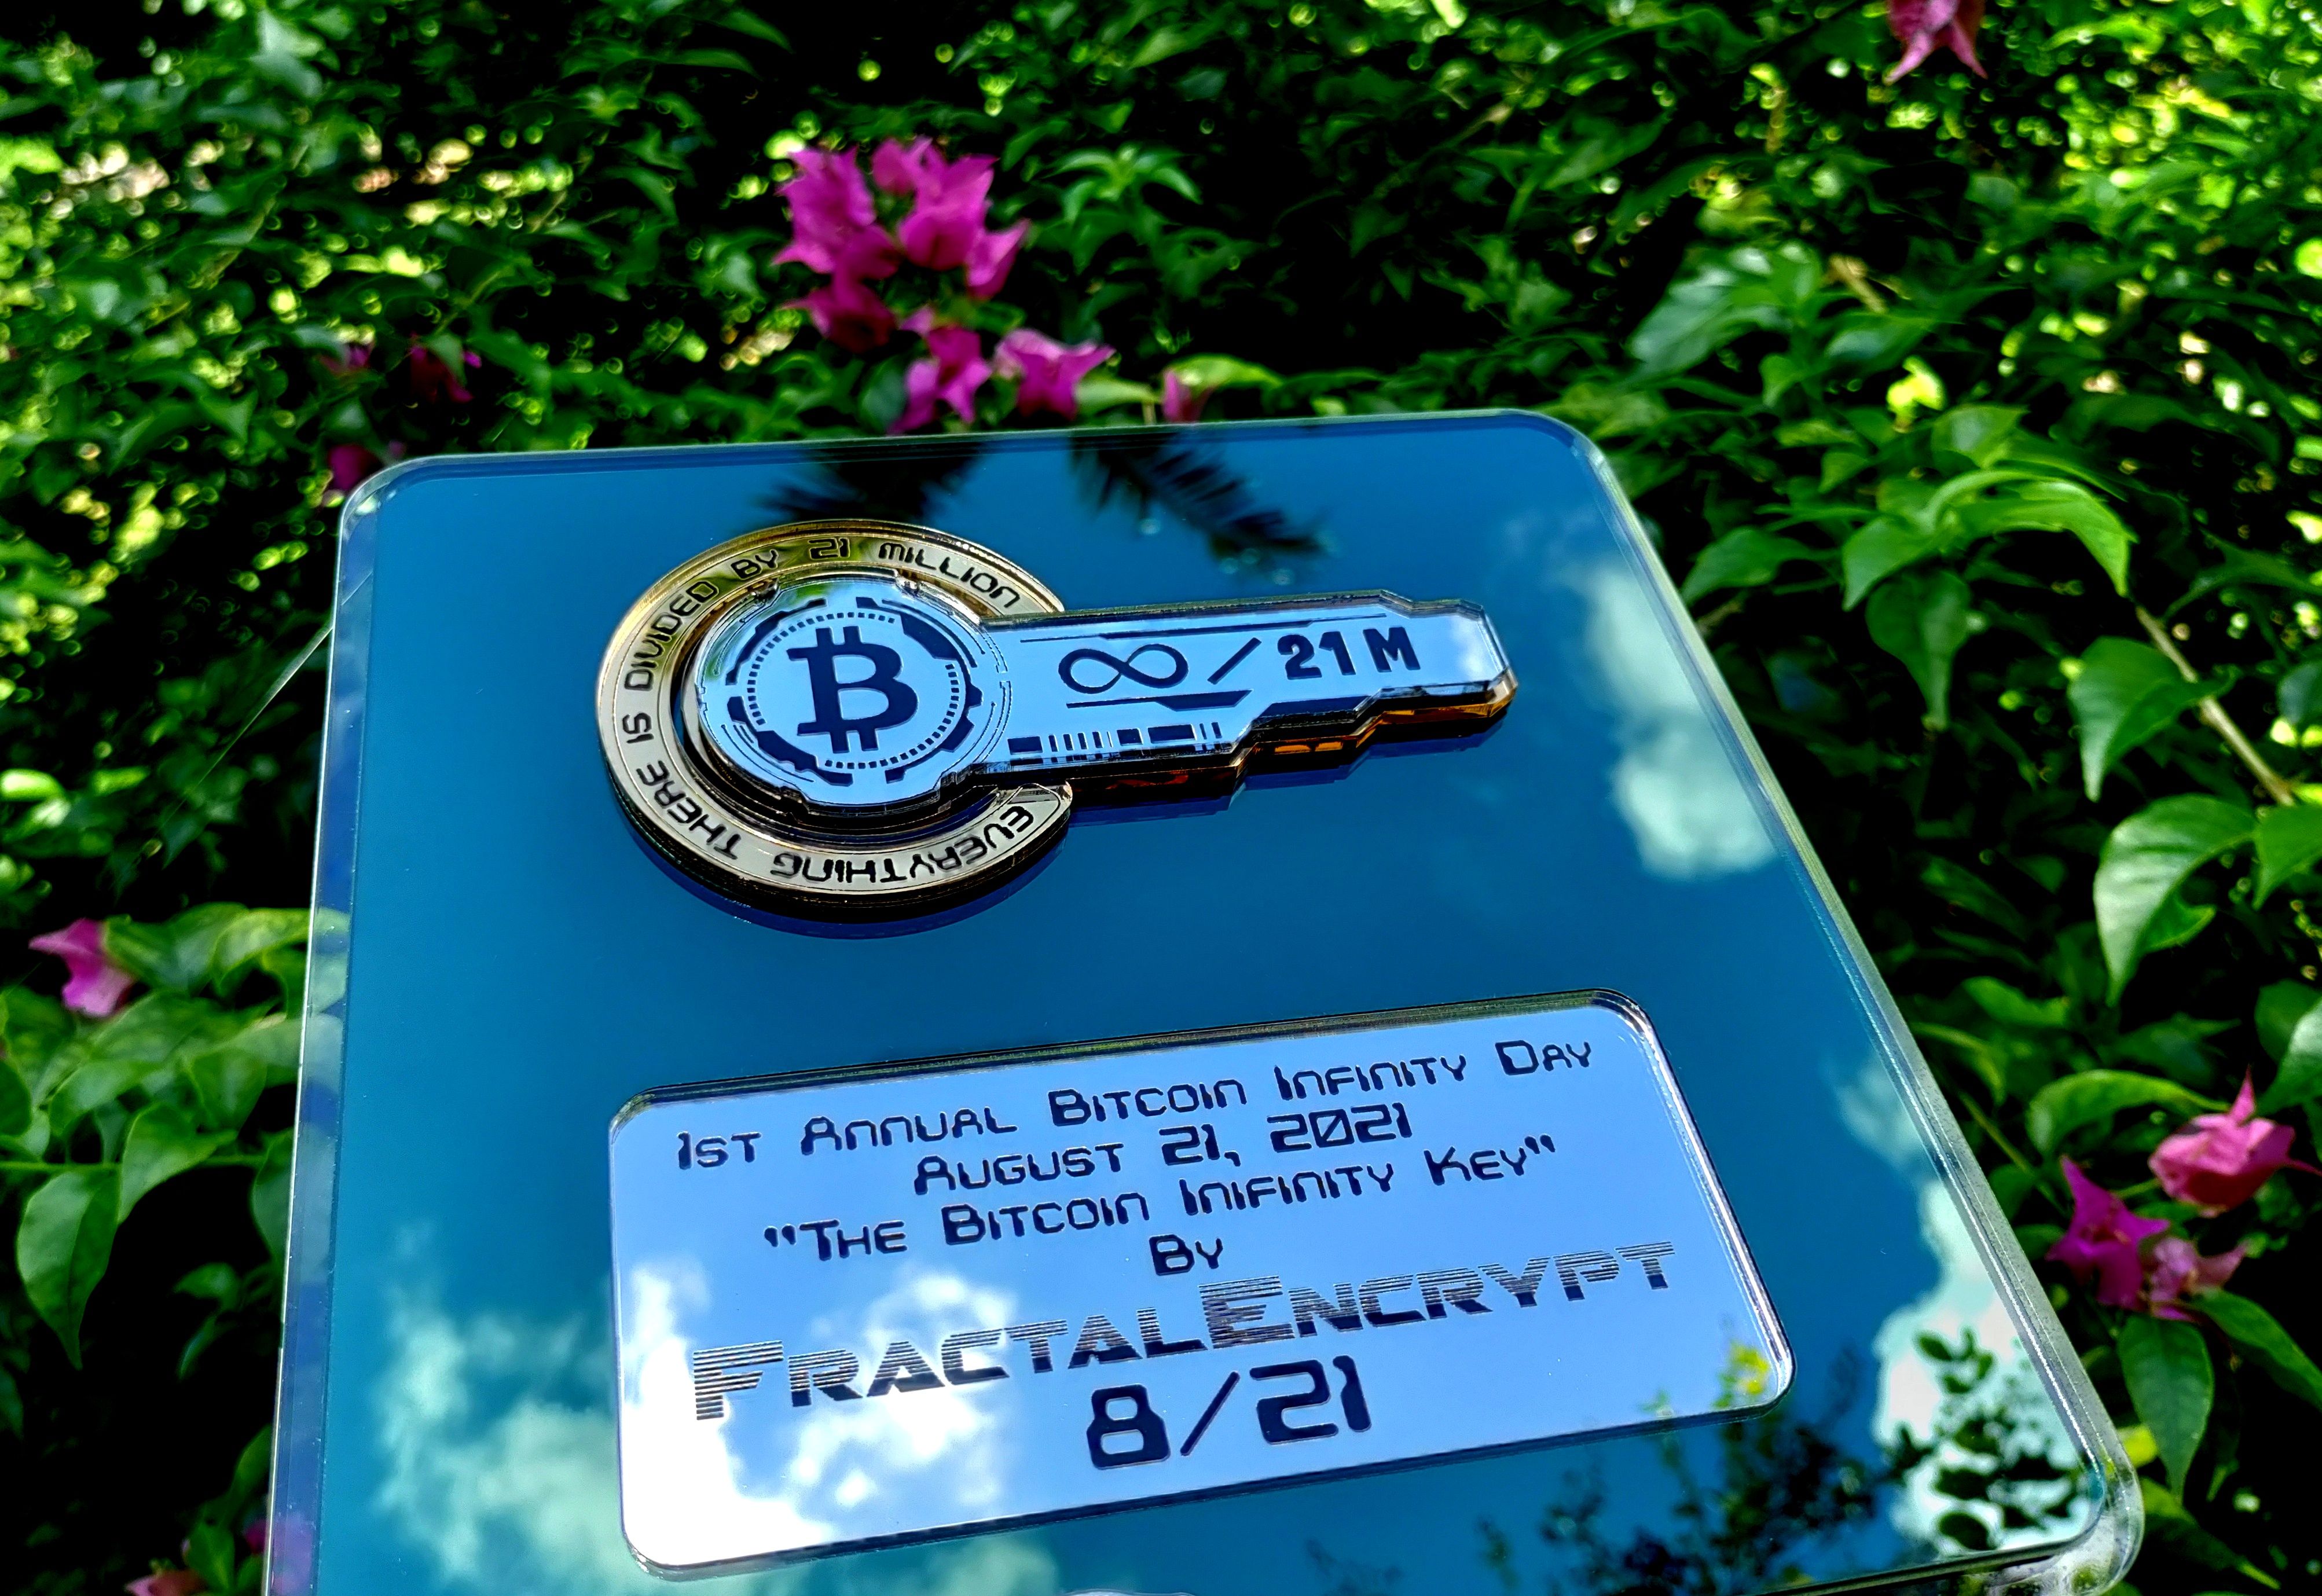 EVERYTHING THERE IS DIVIDED BY 21 MILLION
₿
∞/21M
1st Annual Bitcoin Infinity Day
August 21, 2021
"The Bitcoin Inifinity Key"
By
FractalEncrypt
8/21